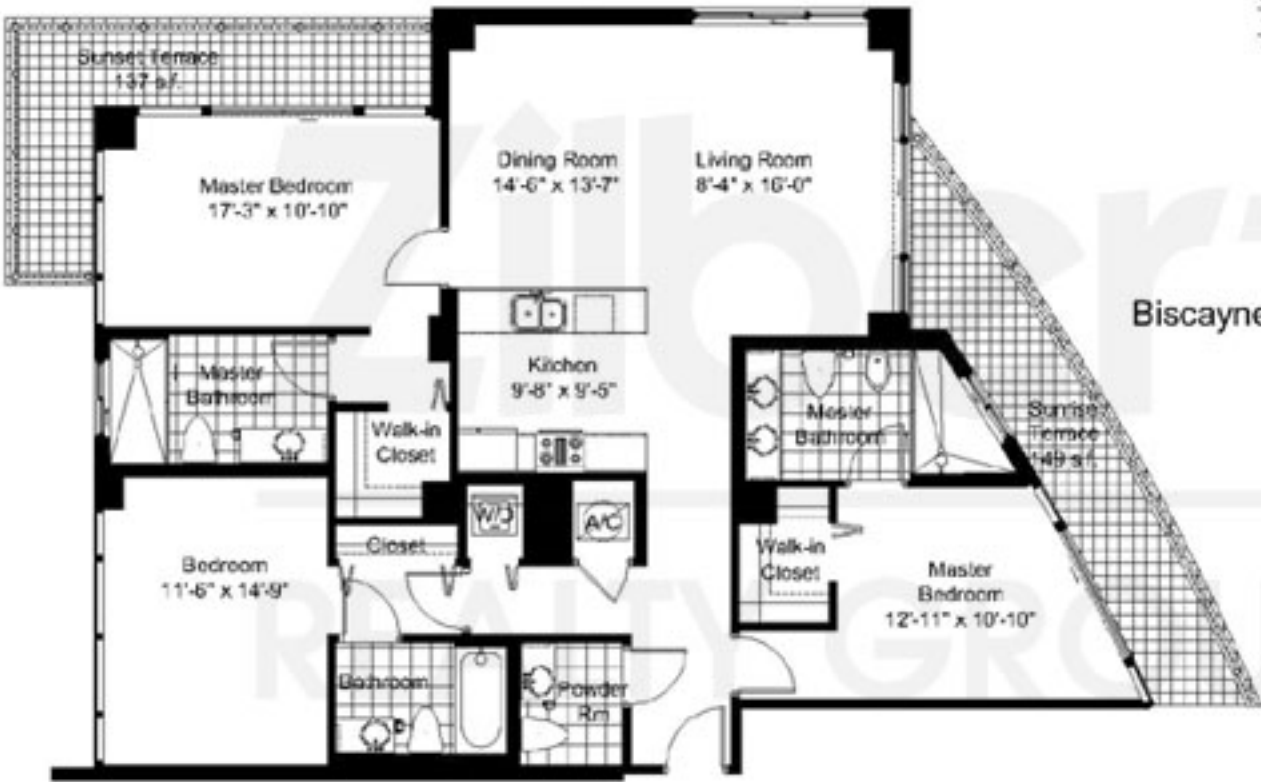 Sunset Terrace
137 s.f.
Master Bedroom
17'-3" x 10'-10"
Dining Room
14'-6" x 13'-7"
Living Room
8'-4" x 16'-0"
Biscayne
Kitchen
9'-8" x 9'-5"
Master
Bathroom
Walk-in
Closet
Master
Bathroom
Sunrise
Terrace
149 s.f.
W/D
A/C
Closet
Bedroom
11'-6" x 14'-9"
Walk-in
Closet
Master
Bedroom
12'-11" x 10'-10"
Bathroom
Powder
Rm
REALTY GRO